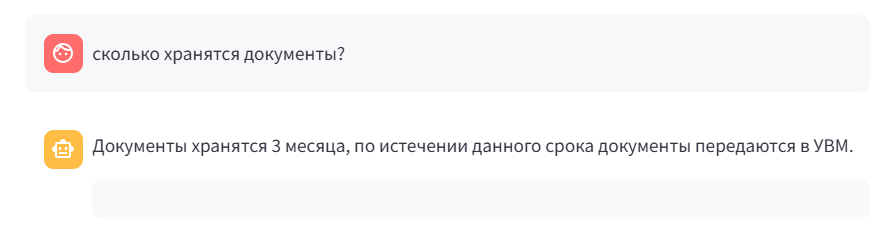 сколько хранятся документы?
Документы хранятся 3 месяца, по истечении данного срока документы передаются в УВМ.